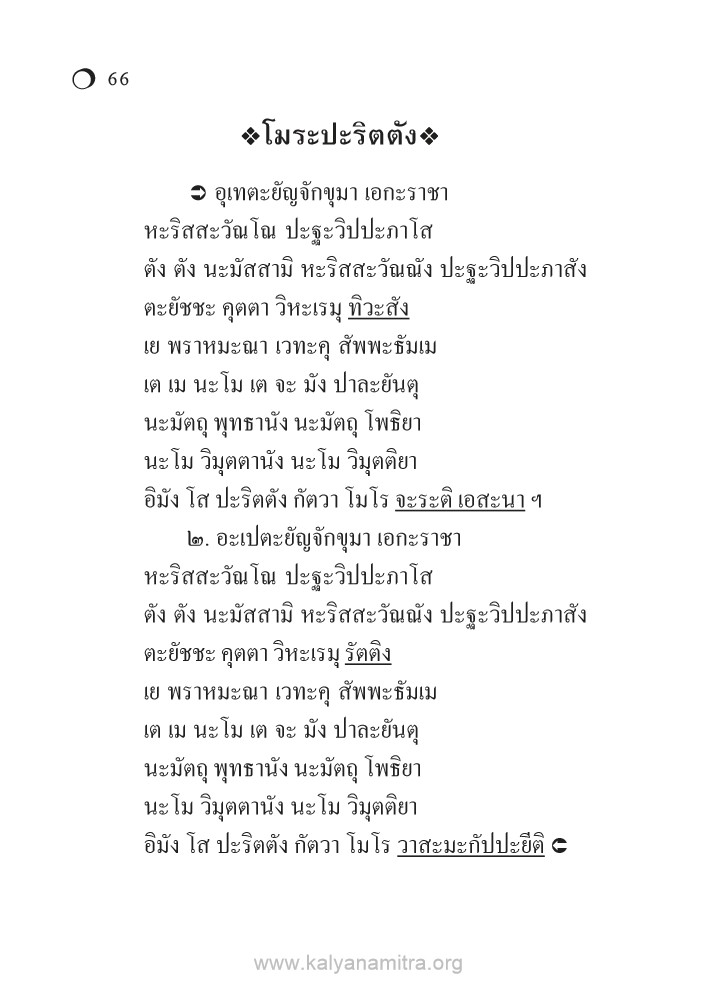 66
❖โมระปะริตตัง❖
➲ อุเทตะยัญจักขุมา เอกะราชา
หะริสสะวัณโณ ปะฐะวิปปะภาโส
ตัง ตัง นะมัสสามิ หะริสสะวัณณัง ปะฐะวิปปะภาสัง
ตะยัชชะ คุตตา วิหะเรมุ ทิวะสัง
เย พราหมะณา เวทะคุ สัพพะธัมเม
เต เม นะโม เต จะ มัง ปาละยันตุ
นะมัตถุ พุทธานัง นะมัตถุ โพธิยา
นะโม วิมุตตานัง นะโม วิมุตติยา
อิมัง โส ปะริตตัง กัตวา โมโร จะระติ เอสะนา ฯ
๒. อะเปตะยัญจักขุมา เอกะราชา
หะริสสะวัณโณ ปะฐะวิปปะภาโส
ตัง ตัง นะมัสสามิ หะริสสะวัณณัง ปะฐะวิปปะภาสัง
ตะยัชชะ คุตตา วิหะเรมุ รัตติง
เย พราหมะณา เวทะคุ สัพพะธัมเม
เต เม นะโม เต จะ มัง ปาละยันตุ
นะมัตถุ พุทธานัง นะมัตถุ โพธิยา
นะโม วิมุตตานัง นะโม วิมุตติยา
อิมัง โส ปะริตตัง กัตวา โมโร วาสะมะกัปปะยีติ ➲
www.kalyanamitra.org